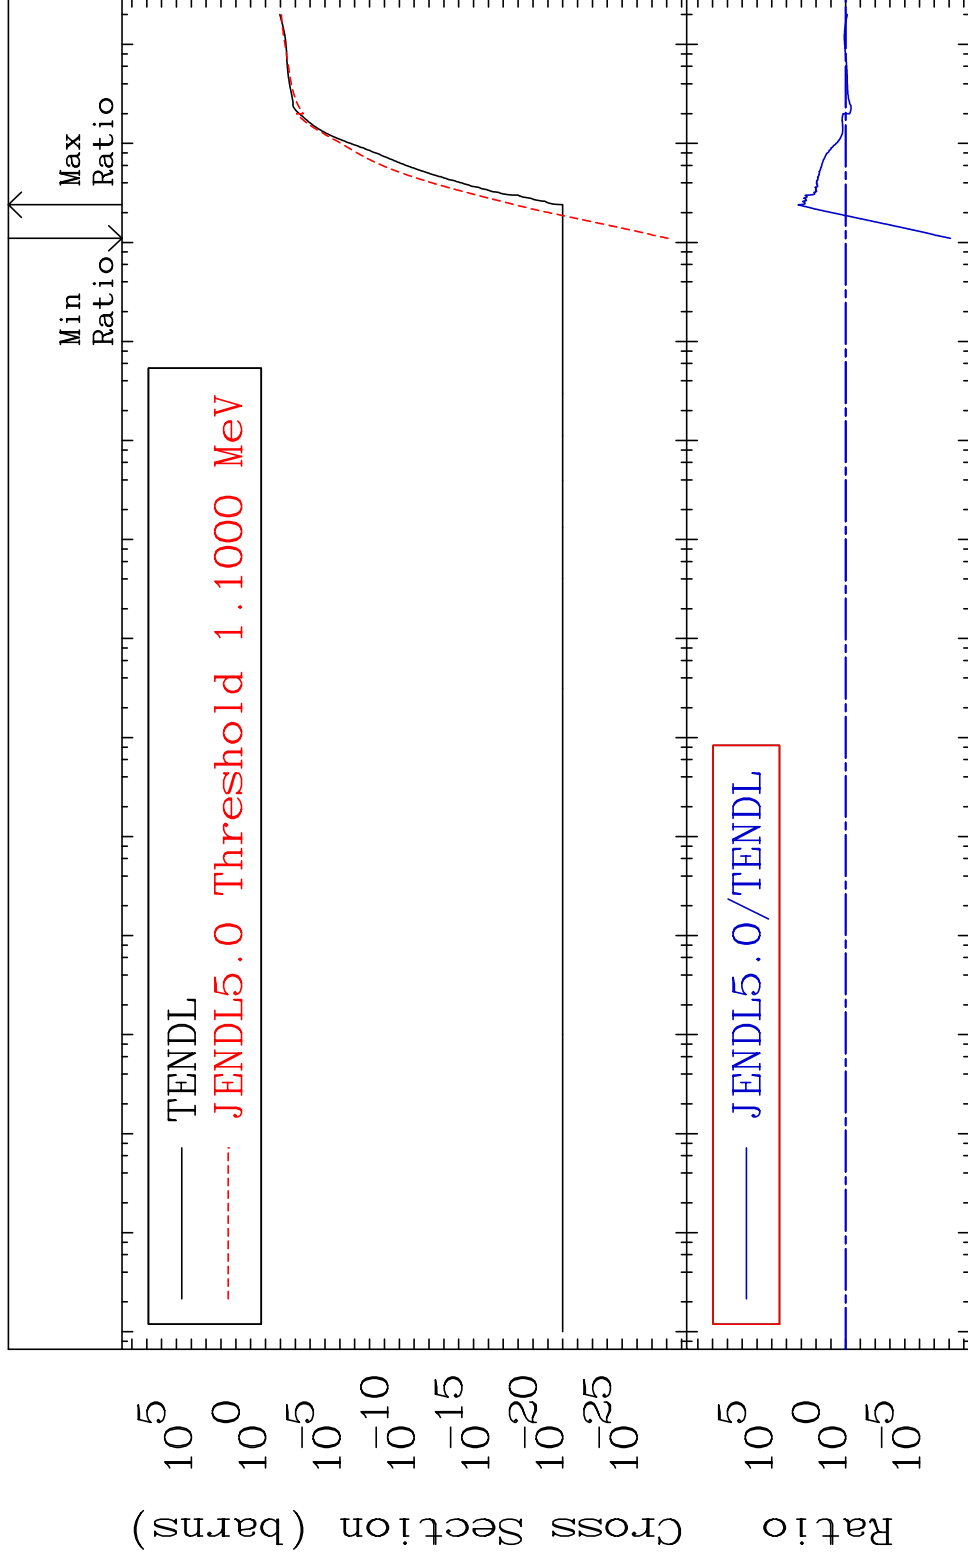 Min
Ratio
Max
Ratio
TENDL
JENDL5.0 Threshold 1.1000 MeV
JENDL5.0/TENDL
Cross Section (barns)
10 5
10 0
10 -5
10 -10
10 -15
10 -20
10 -25
Ratio
10 5
10 0
10 -5